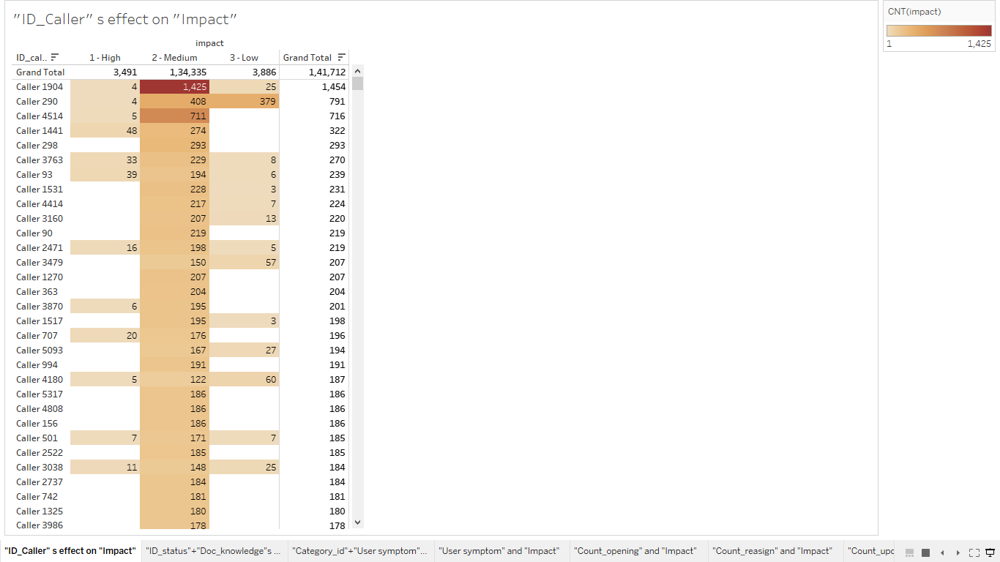 "ID_Caller" s effect on "Impact"
CNT(impact)
1 1,425
impact
ID_cal.. 1 - High 2 - Medium 3 - Low Grand Total
Grand Total 3,491 1,34,335 3,886 1,41,712
Caller 1904 4 1,425 25 1,454
Caller 290 4 408 379 791
Caller 4514 5 711 716
Caller 1441 48 274 322
Caller 298 293 293
Caller 3763 33 229 8 270
Caller 93 39 194 6 239
Caller 1531 228 3 231
Caller 4414 217 7 224
Caller 3160 207 13 220
Caller 90 219 219
Caller 2471 16 198 5 219
Caller 3479 150 57 207
Caller 1270 207 207
Caller 363 204 204
Caller 3870 6 195 201
Caller 1517 195 3 198
Caller 707 20 176 196
Caller 5093 167 27 194
Caller 994 191 191
Caller 4180 5 122 60 187
Caller 5317 186 186
Caller 4808 186 186
Caller 156 186 186
Caller 501 7 171 7 185
Caller 2522 185 185
Caller 3038 11 148 25 184
Caller 2737 184 184
Caller 742 181 181
Caller 1325 180 180
Caller 3986 178 178
"ID_Caller" s effect on "Impact" "ID_status"+"Doc_knowledge"s ... "Category_id"+"User symptom"... "User symptom" and "Impact" "Count_opening" and "Impact" "Count_reasign" and "Impact" "Count_upd